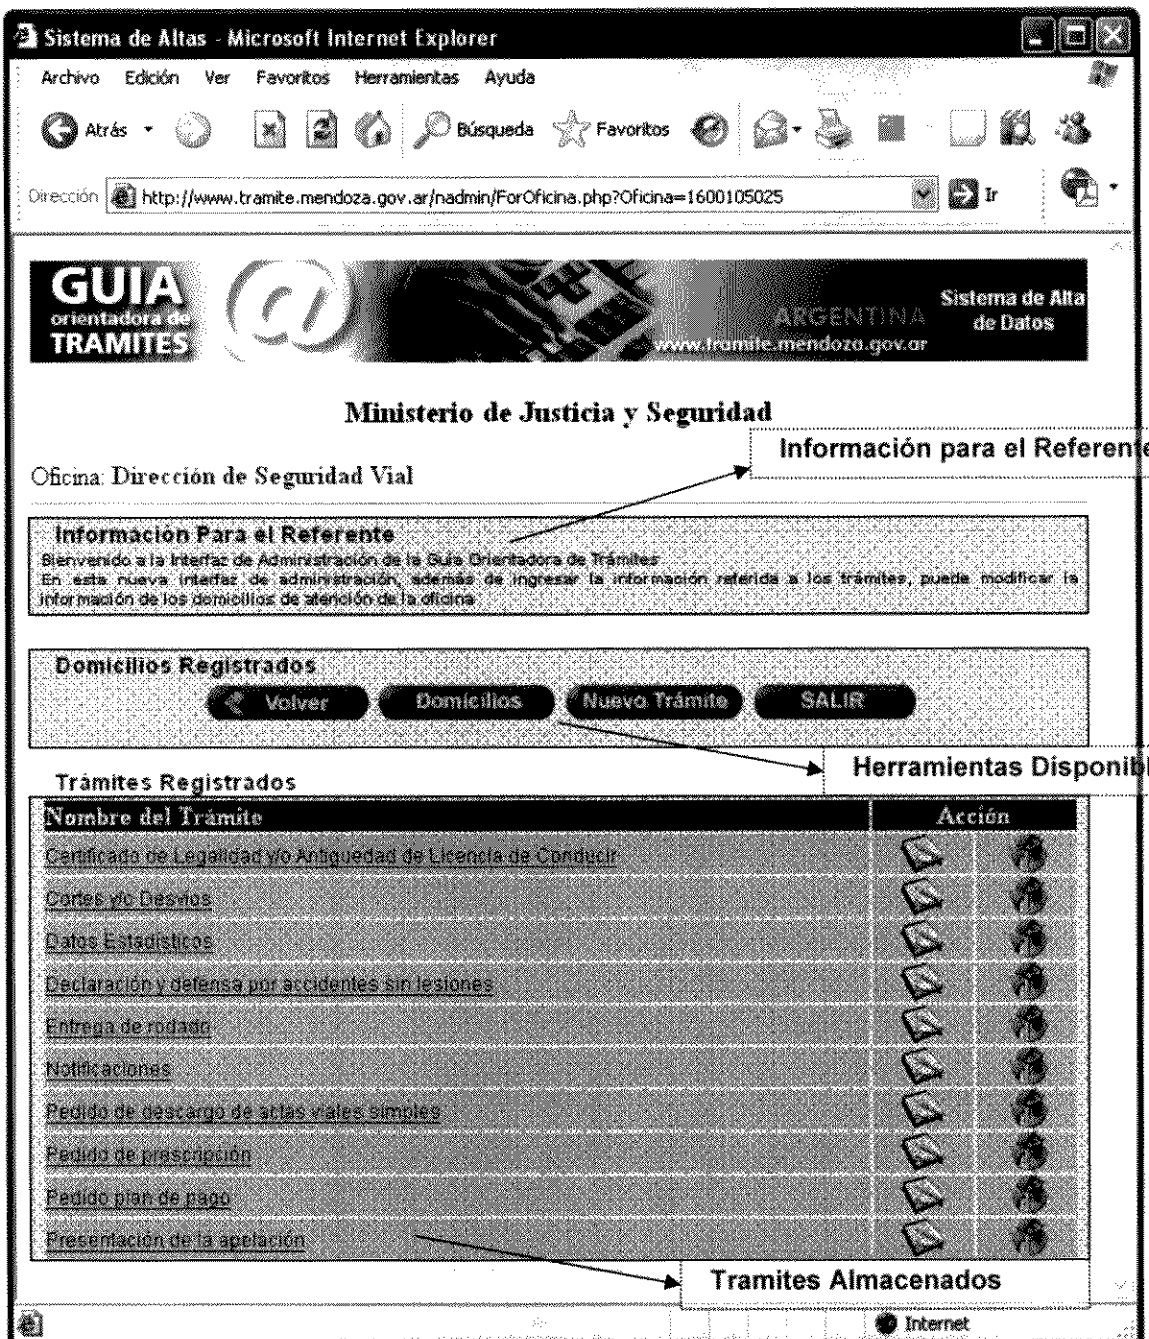 Sistema de Altas - Microsoft Internet Explorer
Archivo Edición Ver Favoritos Herramientas Ayuda
Atrás Búsqueda Favoritos
Dirección http://www.tramite.mendoza.gov.ar/nadmin/ForOficina.php?Oficina=1600105025 Ir
GUIA
orientadora de
TRAMITES
ARGENTINA
www.tramite.mendoza.gov.ar
Sistema de Alta
de Datos
Ministerio de Justicia y Seguridad
Información para el Referente
Oficina: Dirección de Seguridad Vial
Información Para el Referente
Bienvenido a la Interfaz de Administración de la Guía Orientadora de Trámites
En esta nueva interfaz de administración, además de ingresar la información referida a los trámites, puede modificar la
información de los domicilios de atención de la oficina
Domicilios Registrados
Volver Domicilios Nuevo Trámite SALIR
Herramientas Disponibl
Trámites Registrados
Nombre del Trámite Acción
Certificado de Legalidad y/o Antiguedad de Licencia de Conducir
Cortes y/o Desvios
Datos Estadísticos
Declaración y defensa por accidentes sin lesiones
Entrega de rodado
Notificaciones
Pedido de descargo de actas viales simples
Pedido de prescripción
Pedido plan de pago
Presentación de la apelación
Tramites Almacenados
Internet